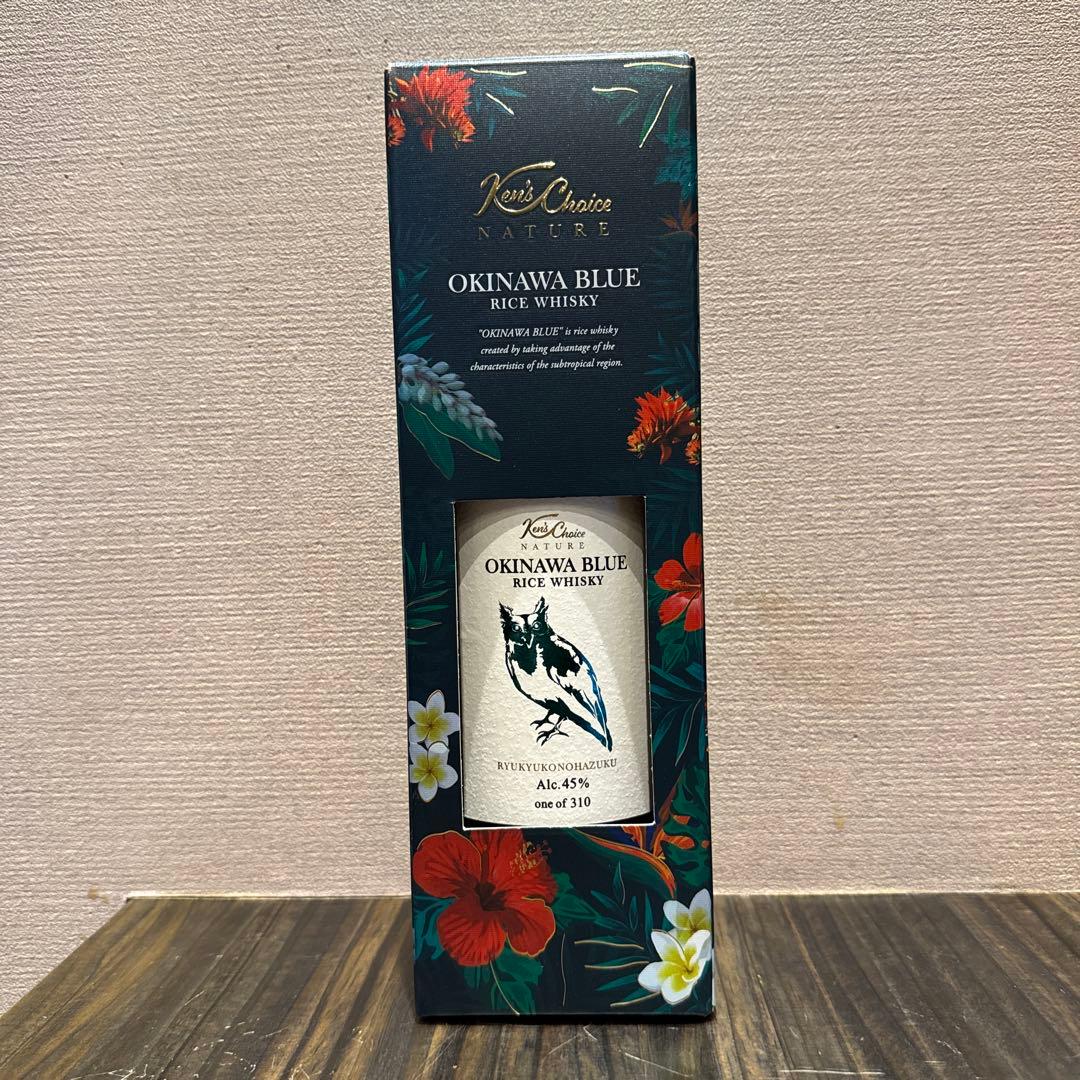 Ken's Choice
NATURE
OKINAWA BLUE
RICE WHISKY
"OKINAWA BLUE" is rice whisky
created by taking advantage of the
characteristics of the subtropical region.
Ken's Choice
NATURE
OKINAWA BLUE
RICE WHISKY
RYUKYUKONOHAZUKU
Alc.45%
one of 310